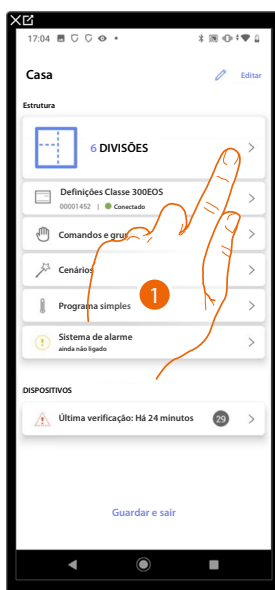 17:04
Casa
Editar
Estrutura
6 DIVISÕES
Definições Classe 300EOS
00001452 | Conectado
Comandos e gru
Cenários
1
Programa simples
Sistema de alarme
ainda não ligado
DISPOSITIVOS
Última verificação: Há 24 minutos
29
Guardar e sair